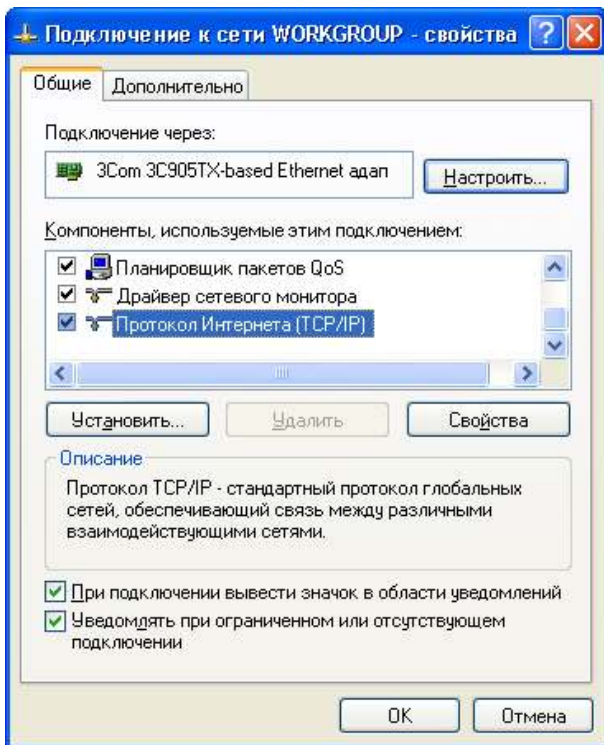 Подключение к сети WORKGROUP - свойства
Общие
Дополнительно
Подключение через:
3Com 3C905TX-based Ethernet адап
Настроить...
Компоненты, используемые этим подключением:
Планировщик пакетов QoS
Драйвер сетевого монитора
Протокол Интернета (TCP/IP)
Установить...
Удалить
Свойства
Описание
Протокол TCP/IP - стандартный протокол глобальных
сетей, обеспечивающий связь между различными
взаимодействующими сетями.
При подключении вывести значок в области уведомлений
Уведомлять при ограниченном или отсутствующем
подключении
OK
Отмена